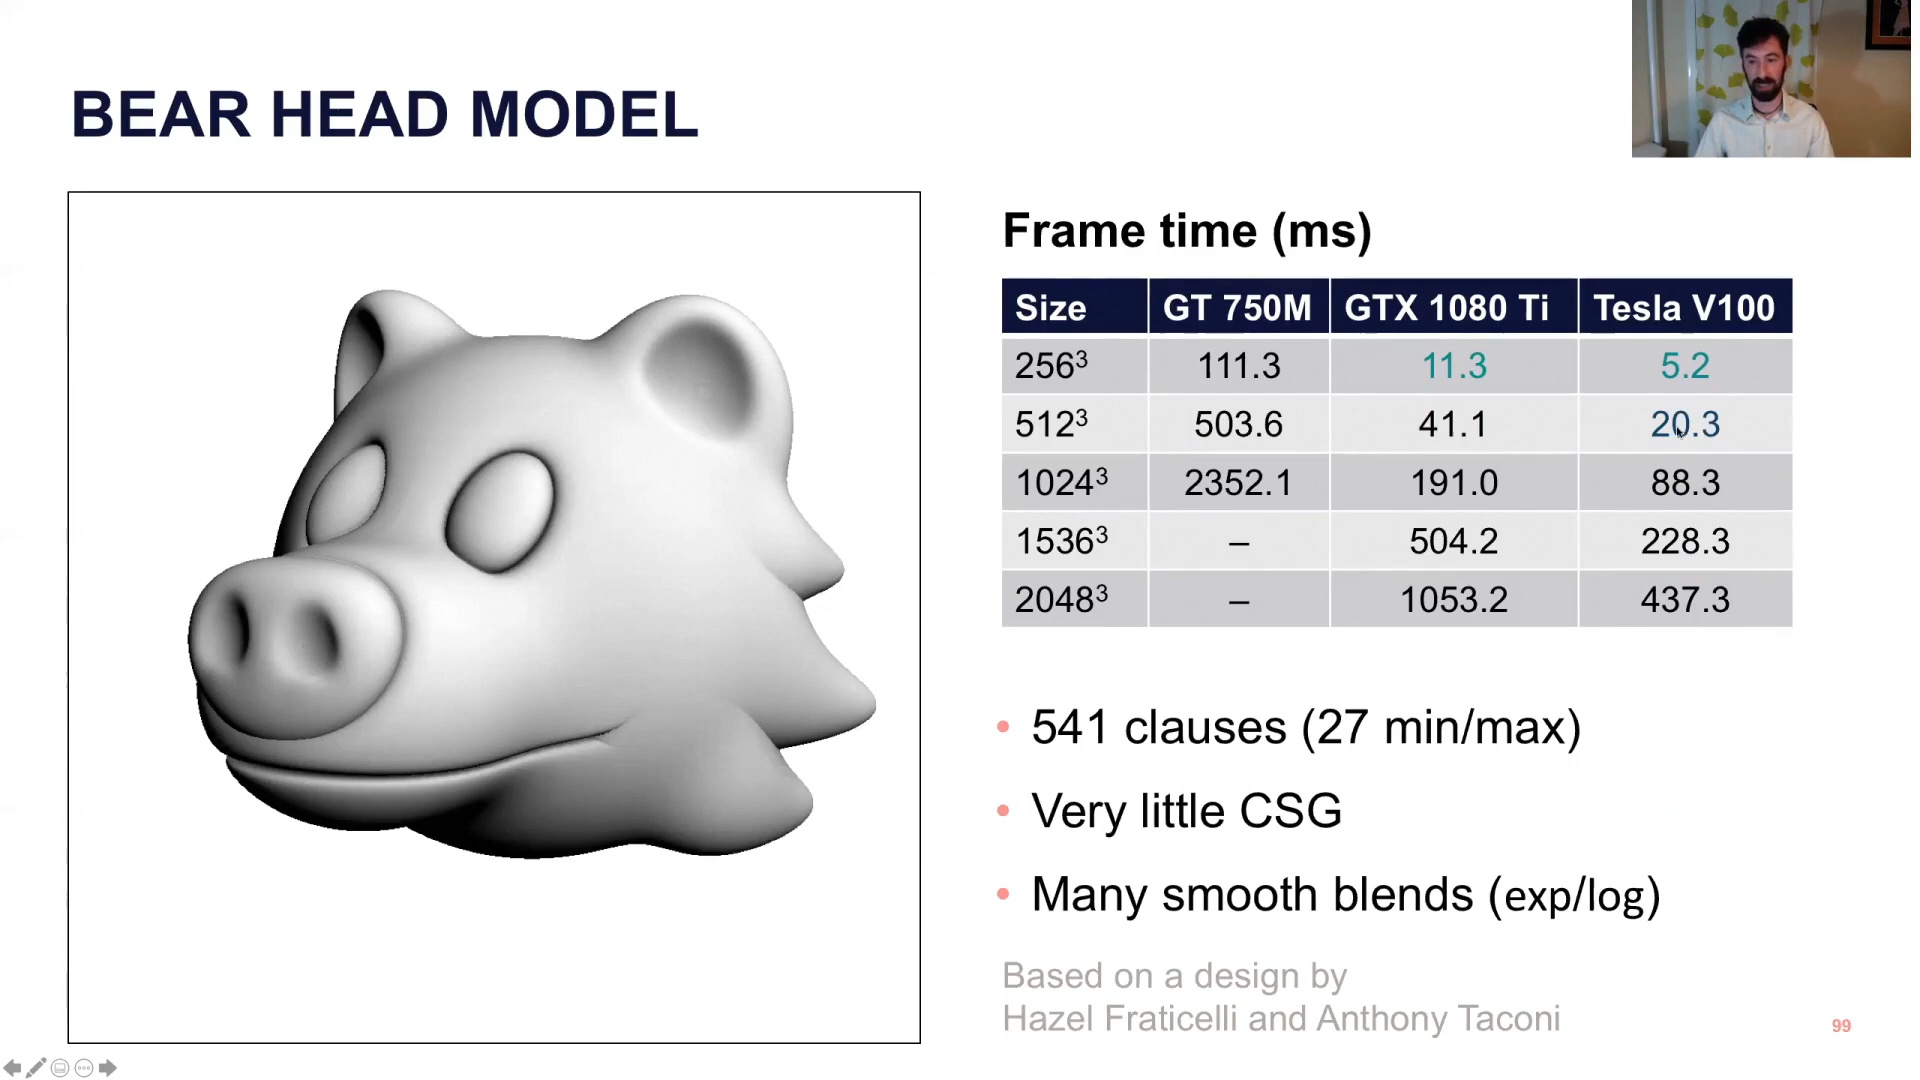 BEAR HEAD MODEL
Frame time (ms)
Size GT 750M GTX 1080 Ti Tesla V100
256³ 111.3 11.3 5.2
512³ 503.6 41.1 20.3
1024³ 2352.1 191.0 88.3
1536³ – 504.2 228.3
2048³ – 1053.2 437.3
• 541 clauses (27 min/max)
• Very little CSG
• Many smooth blends (exp/log)
Based on a design by
Hazel Fraticelli and Anthony Taconi
99